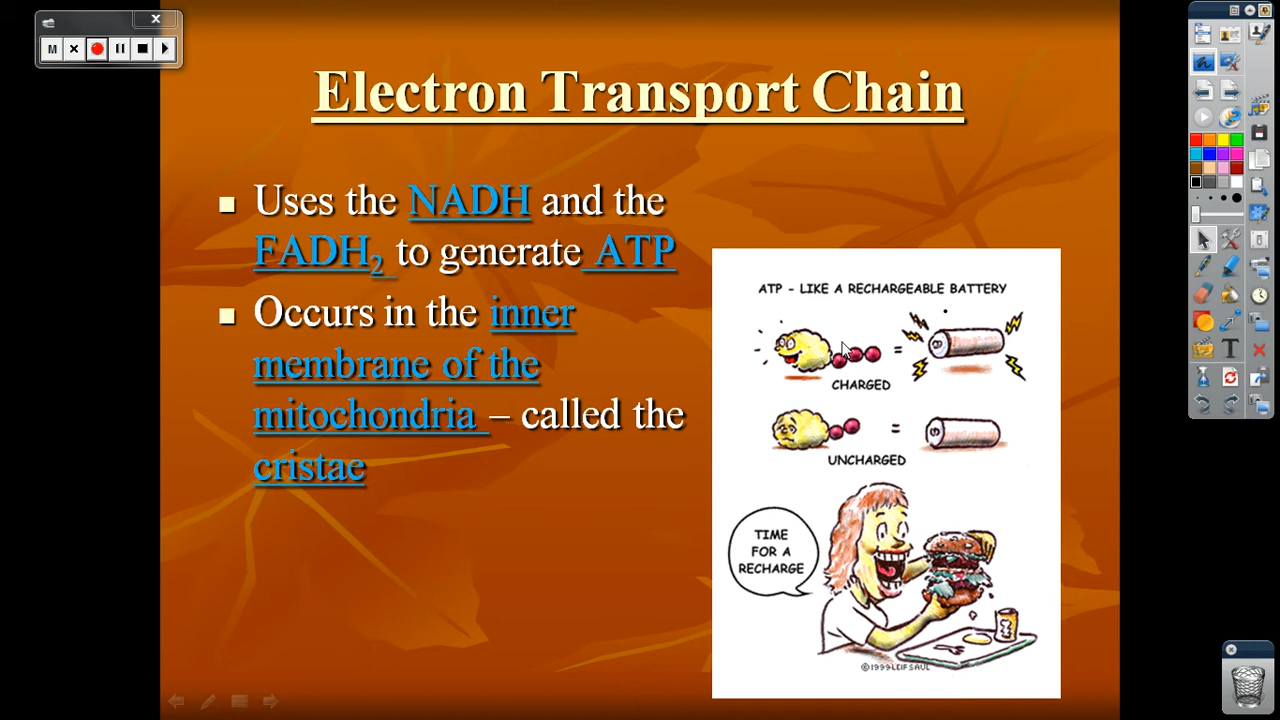 M
Electron Transport Chain
Uses the NADH and the
FADH2 to generate ATP
Occurs in the inner
membrane of the
mitochondria – called the
cristae
ATP - LIKE A RECHARGEABLE BATTERY
=
CHARGED
=
UNCHARGED
TIME
FOR A
RECHARGE
©1999 LEIF SAUL
T